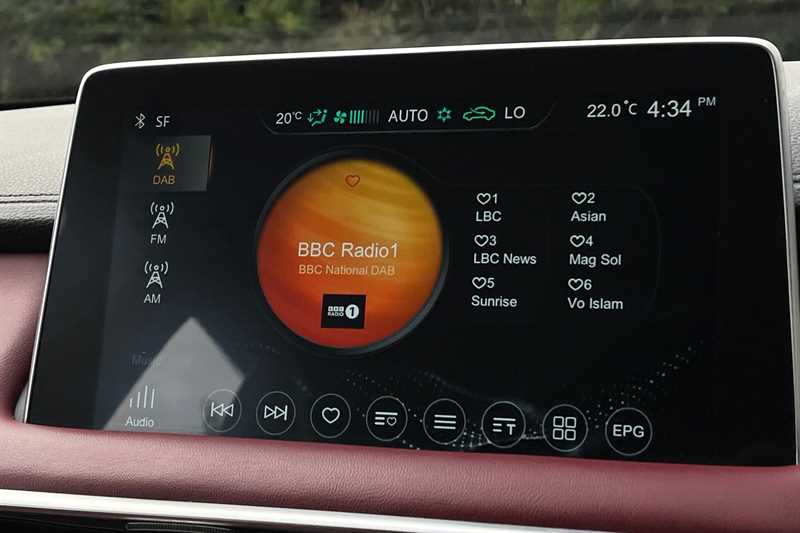 SF
20°C AUTO LO
22.0°C 4:34 PM
DAB
FM
AM
Music
Audio
BBC Radio1
BBC National DAB
BBC
RADIO 1
1
LBC
2
Asian
3
LBC News
4
Mag Sol
5
Sunrise
6
Vo Islam
T
EPG